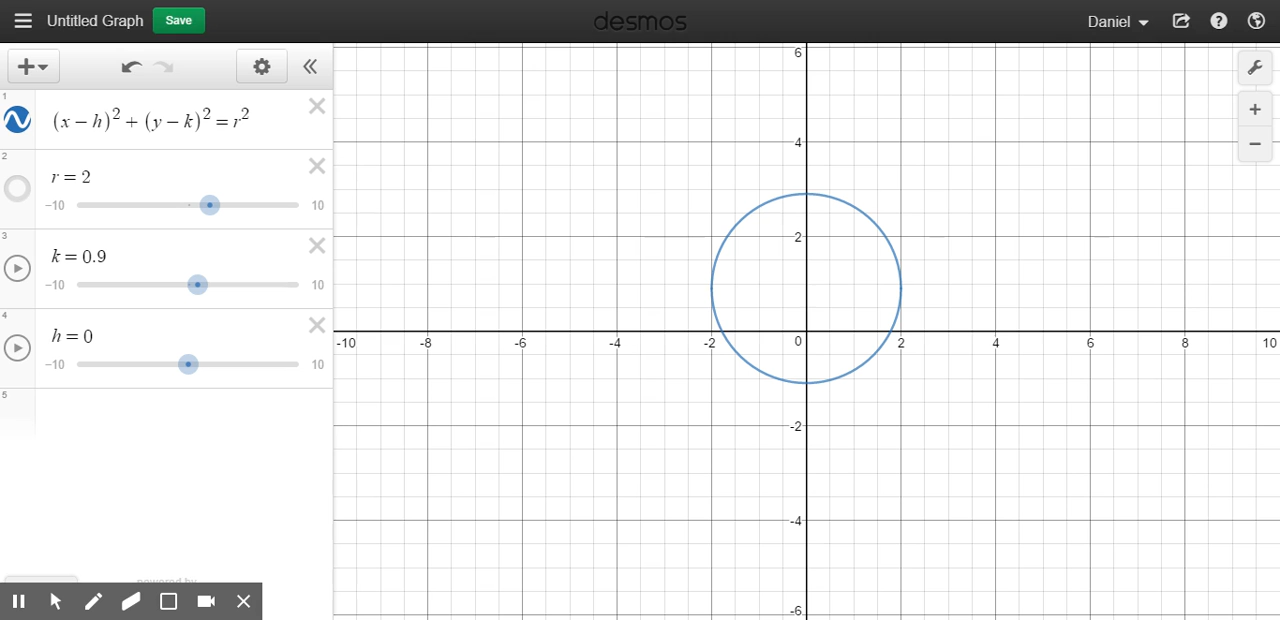 Untitled Graph Save desmos Daniel
1
(x − h)² + (y − k)² = r²
2
r = 2
−10 10
3
k = 0.9
−10 10
4
h = 0
−10 10
5
powered by
6
4
2
-10 -8 -6 -4 -2 0 2 4 6 8 10
-2
-4
-6